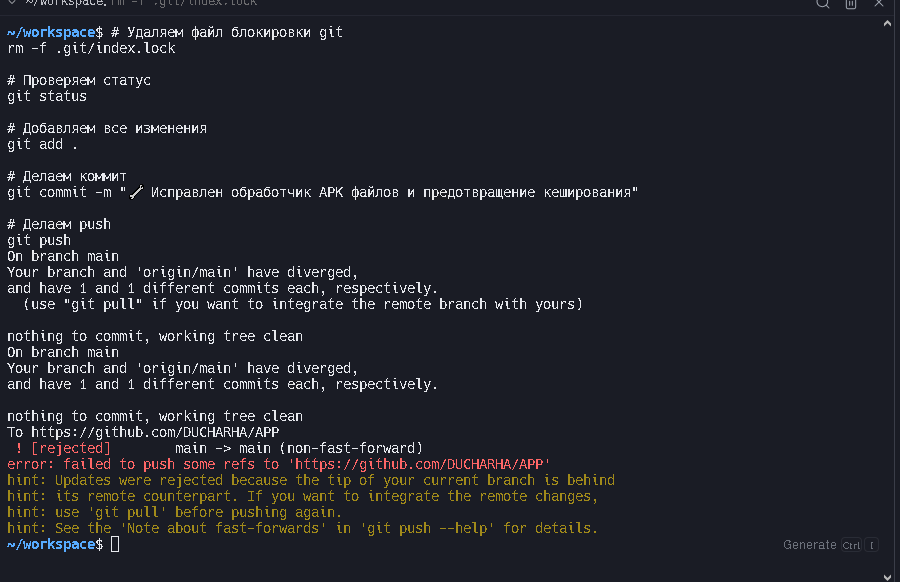 ~/workspace$ # Удаляем файл блокировки git
rm -f .git/index.lock
# Проверяем статус
git status
# Добавляем все изменения
git add .
# Делаем коммит
git commit -m "🔧 Исправлен обработчик APK файлов и предотвращение кеширования"
# Делаем push
git push
On branch main
Your branch and 'origin/main' have diverged,
and have 1 and 1 different commits each, respectively.
(use "git pull" if you want to integrate the remote branch with yours)
nothing to commit, working tree clean
On branch main
Your branch and 'origin/main' have diverged,
and have 1 and 1 different commits each, respectively.
nothing to commit, working tree clean
To https://github.com/DUCHARHA/APP
! [rejected] main -> main (non-fast-forward)
error: failed to push some refs to 'https://github.com/DUCHARHA/APP'
hint: Updates were rejected because the tip of your current branch is behind
hint: its remote counterpart. If you want to integrate the remote changes,
hint: use 'git pull' before pushing again.
hint: See the 'Note about fast-forwards' in 'git push --help' for details.
~/workspace$
Generate Ctrl I